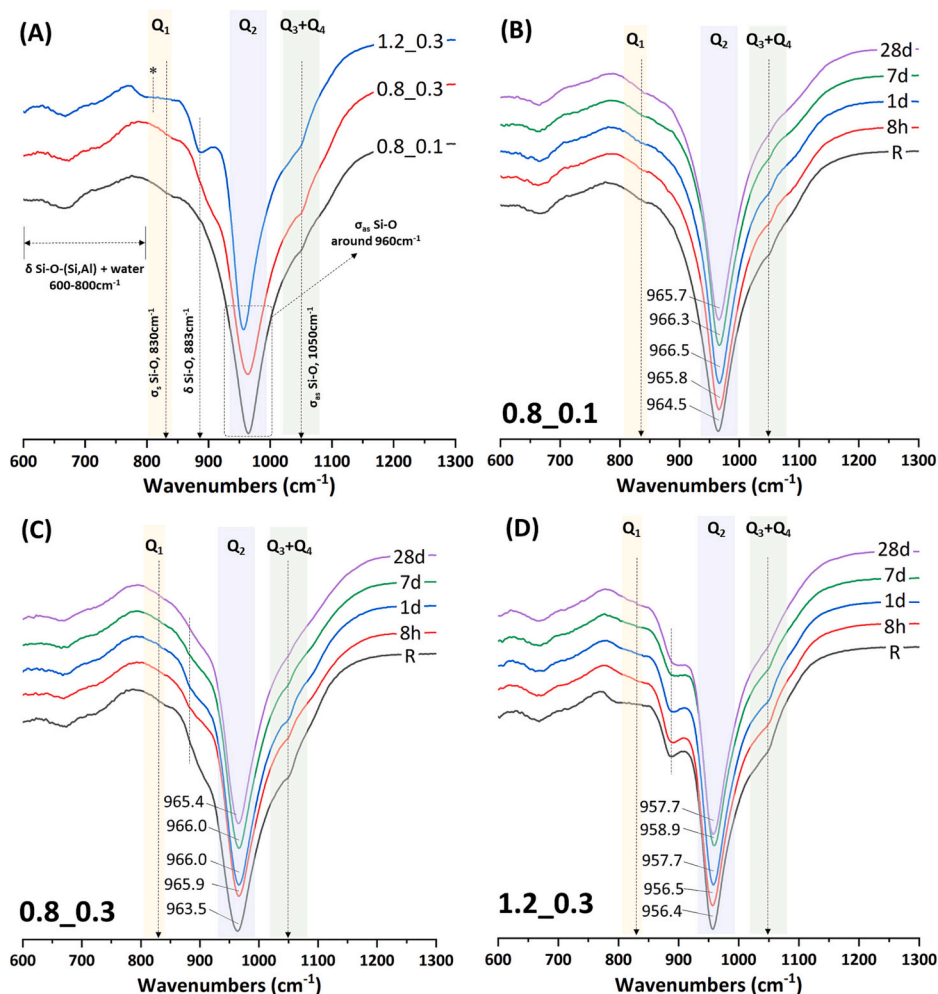 (A)
Q₁
Q₂
Q₃+Q₄
*
1.2_0.3
0.8_0.3
0.8_0.1
σas Si-O
around 960cm⁻¹
δ Si-O-(Si,Al) + water
600-800cm⁻¹
σs Si-O, 830cm⁻¹
δ Si-O, 883cm⁻¹
σas Si-O, 1050cm⁻¹
600 700 800 900 1000 1100 1200 1300
Wavenumbers (cm⁻¹)
(B)
Q₁
Q₂
Q₃+Q₄
28d
7d
1d
8h
R
965.7
966.3
966.5
965.8
964.5
0.8_0.1
600 700 800 900 1000 1100 1200 1300
Wavenumbers (cm⁻¹)
(C)
Q₁
Q₂
Q₃+Q₄
28d
7d
1d
8h
R
965.4
966.0
966.0
965.9
963.5
0.8_0.3
600 700 800 900 1000 1100 1200 1300
Wavenumbers (cm⁻¹)
(D)
Q₁
Q₂
Q₃+Q₄
28d
7d
1d
8h
R
957.7
958.9
957.7
956.5
956.4
1.2_0.3
600 700 800 900 1000 1100 1200 1300
Wavenumbers (cm⁻¹)